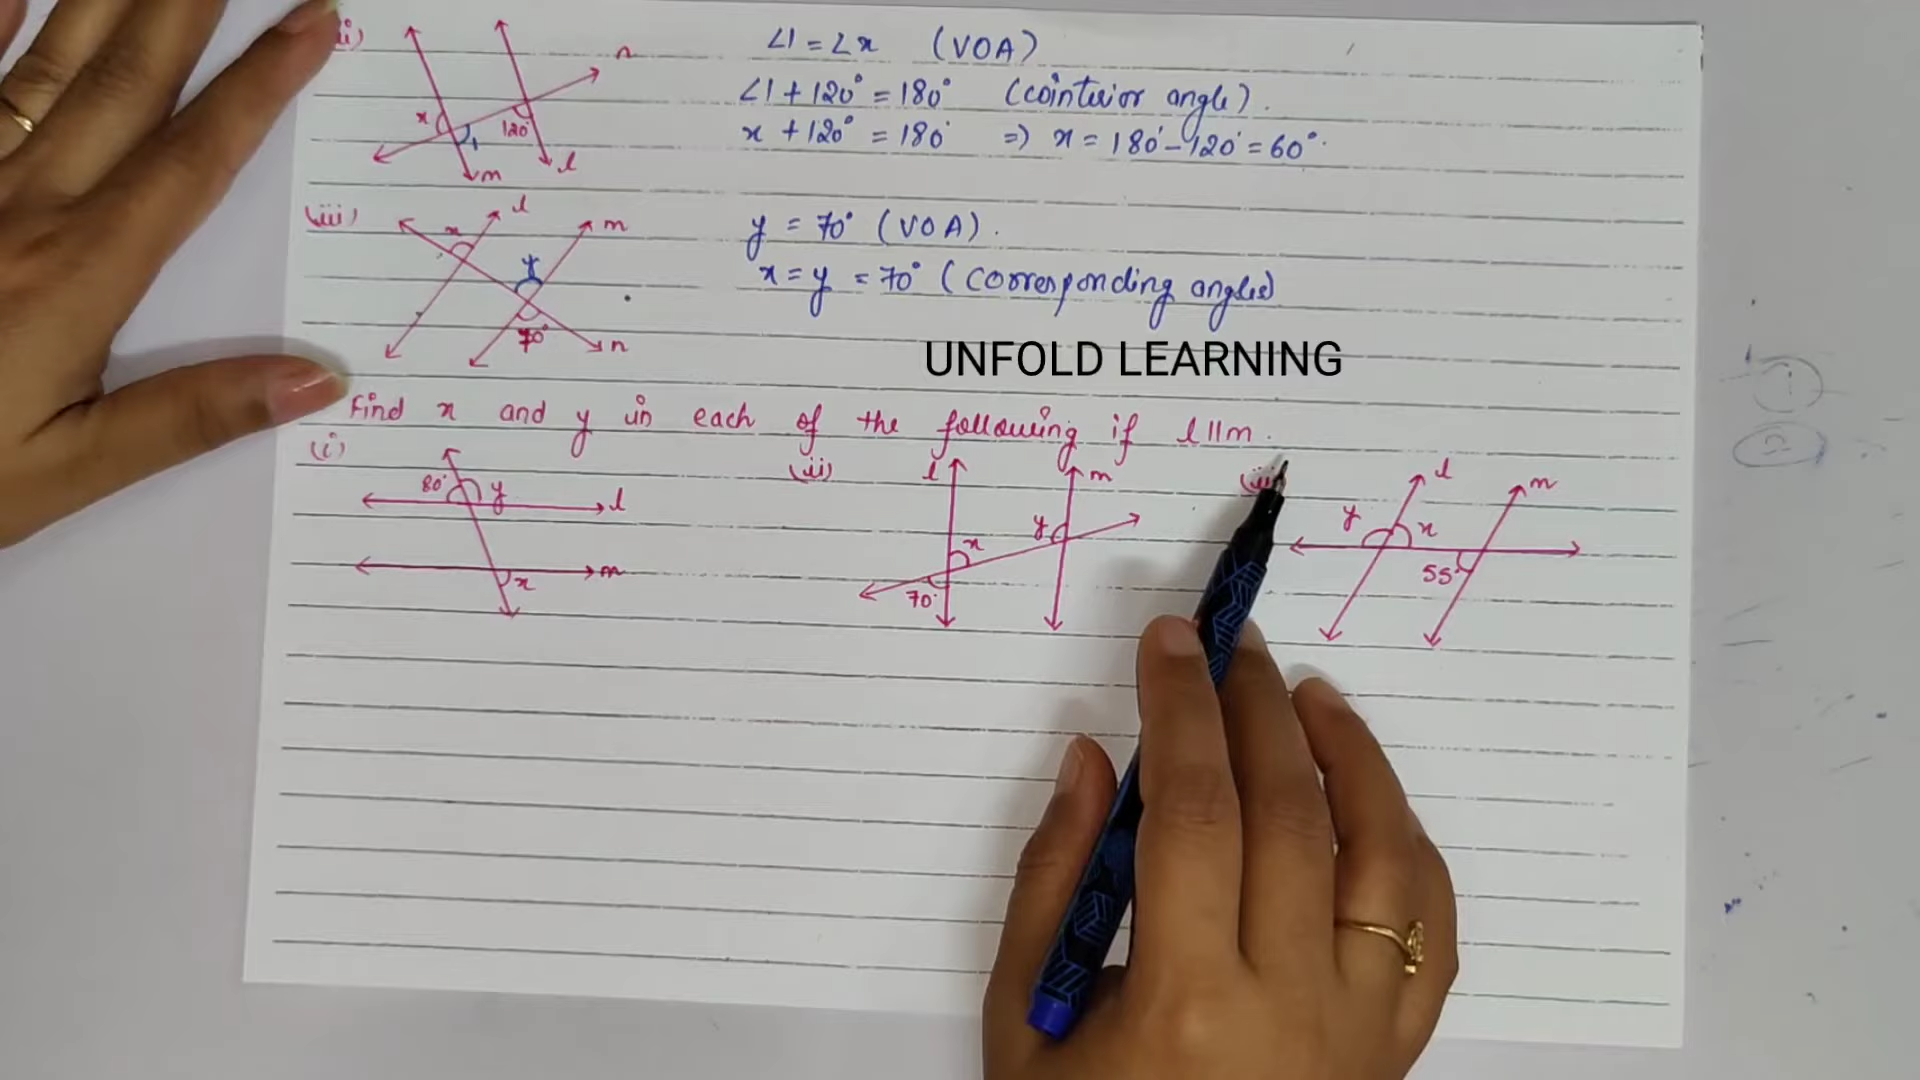 ii)
n
x
120°
1
m
l
∠1 = ∠x (VOA)
∠1 + 120° = 180° (cointerior angle).
x + 120° = 180° ⇒ x = 180° - 120° = 60°.
(iii)
l
m
x
y
70°
n
y = 70° (VOA).
x = y = 70° (corresponding angles)
UNFOLD LEARNING
Find x and y in each of the following if l || m.
(i)
80°
y
l
m
x
(ii)
l
m
y
x
70°
(iii)
l
m
y
x
55°